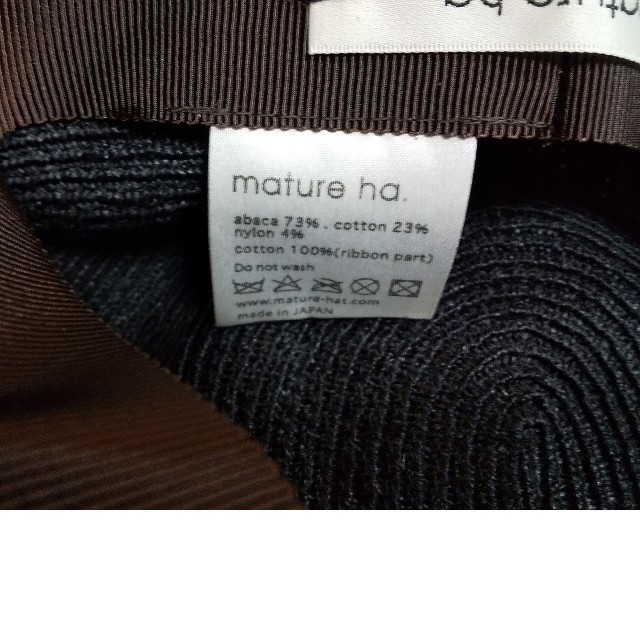 mature ha.
abaca 73% . cotton 23%
nylon 4%
cotton 100%(ribbon part)
Do not wash
www.mature-hat.com
made in JAPAN